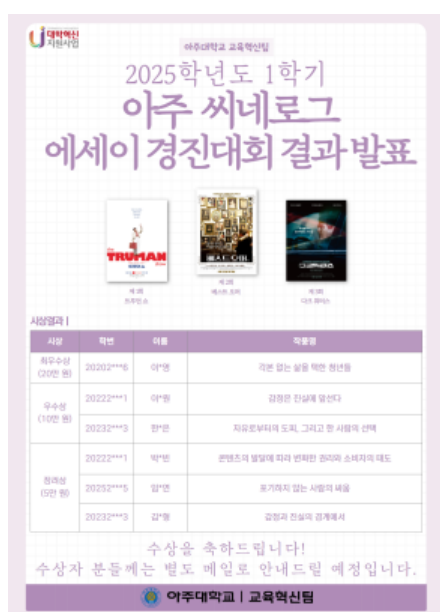 대학혁신
지원사업
아주대학교 교육혁신팀
2025학년도 1학기
아주 씨네로그
에세이 경진대회 결과 발표
TRUMAN
제1회
트루먼 쇼
제2회
베스트 오퍼
제3회
다크 페이스
시상결과 |
시상 학번 이름 작품명
최우수상
(20만 원)
20202***6 이*영 각본 없는 삶을 택한 청년들
우수상
(10만 원)
20222***1 이*원 감정은 진실에 앞선다
20232***3 한*은 자유로부터의 도피, 그리고 한 사람의 선택
장려상
(5만 원)
20222***1 박*빈 콘텐츠의 발달에 따라 변화한 권리와 소비자의 태도
20252***5 임*연 포기하지 않는 사람의 싸움
20232***3 김*형 감정과 진실의 경계에서
수상을 축하드립니다!
수상자 분들께는 별도 메일로 안내드릴 예정입니다.
아주대학교 | 교육혁신팀